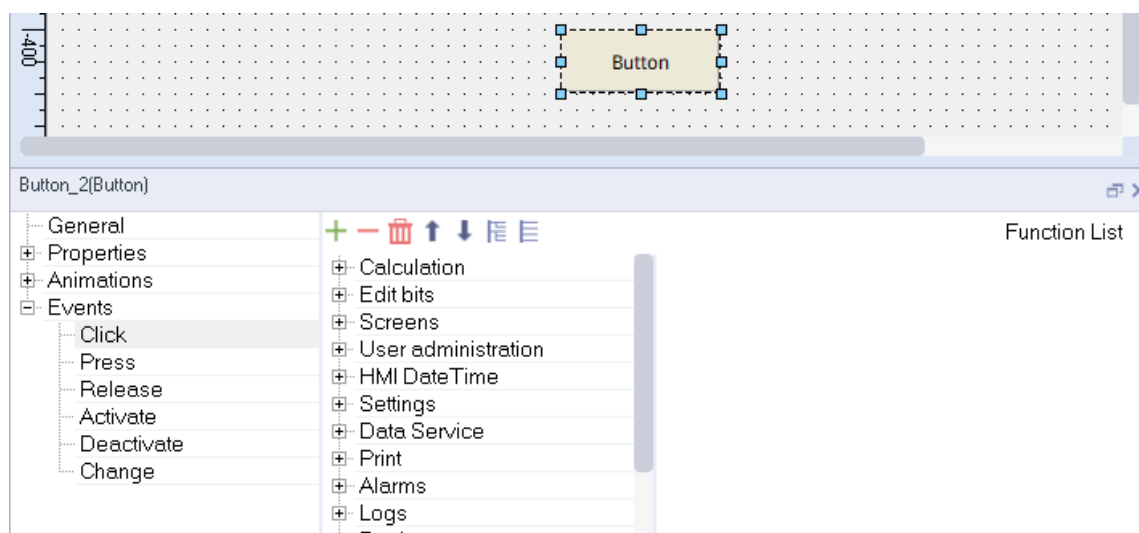 -400
Button
Button_2(Button)
General
Properties
Animations
Events
Click
Press
Release
Activate
Deactivate
Change
Calculation
Edit bits
Screens
User administration
HMI DateTime
Settings
Data Service
Print
Alarms
Logs
Function List